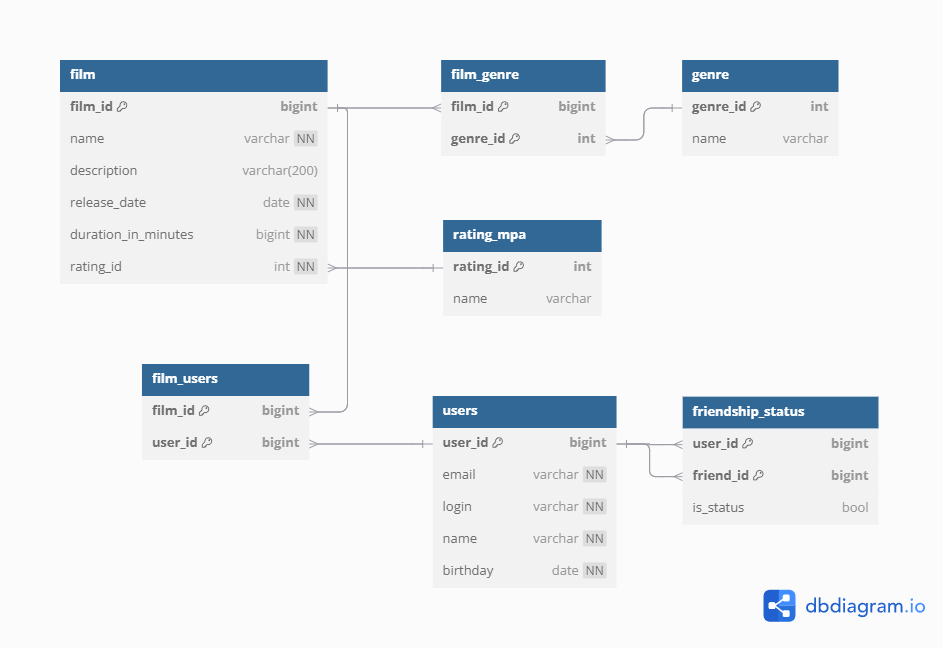 film
film_id bigint
name varchar NN
description varchar(200)
release_date date NN
duration_in_minutes bigint NN
rating_id int NN
film_genre
film_id bigint
genre_id int
genre
genre_id int
name varchar
rating_mpa
rating_id int
name varchar
film_users
film_id bigint
user_id bigint
users
user_id bigint
email varchar NN
login varchar NN
name varchar NN
birthday date NN
friendship_status
user_id bigint
friend_id bigint
is_status bool
dbdiagram.io